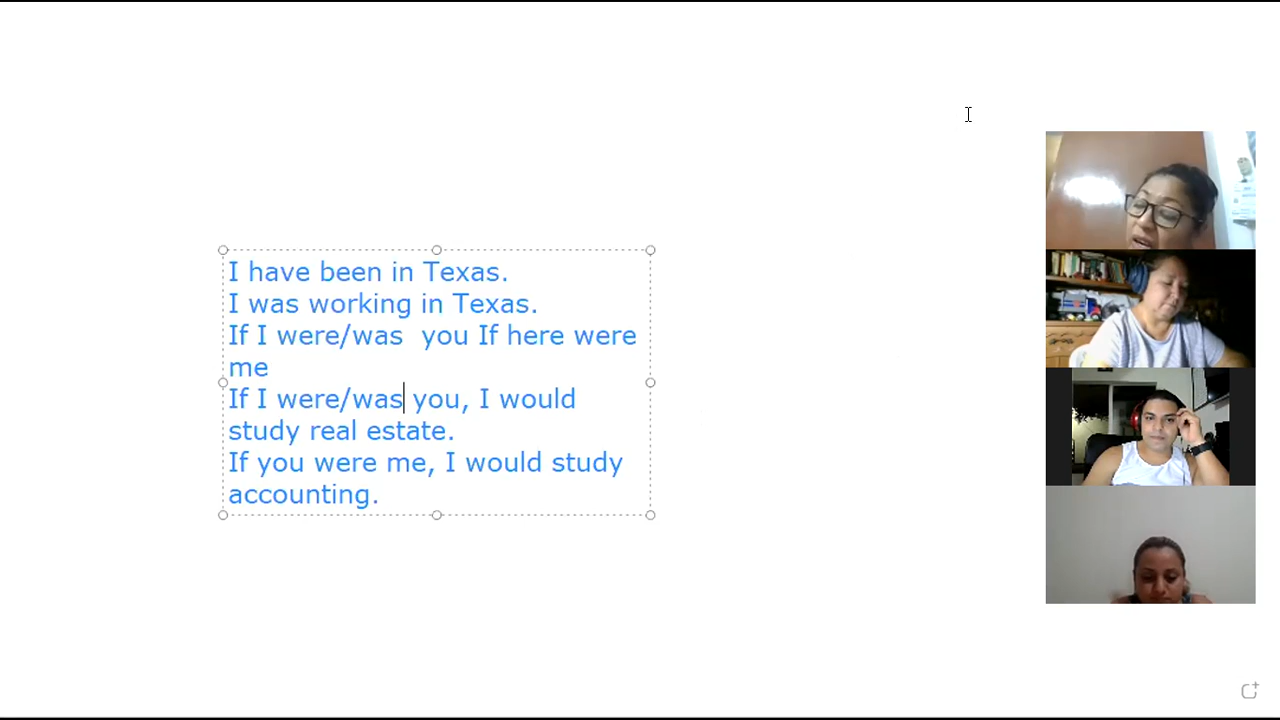 I have been in Texas.
I was working in Texas.
If I were/was  you If here were
me
If I were/was you, I would
study real estate.
If you were me, I would study
accounting.